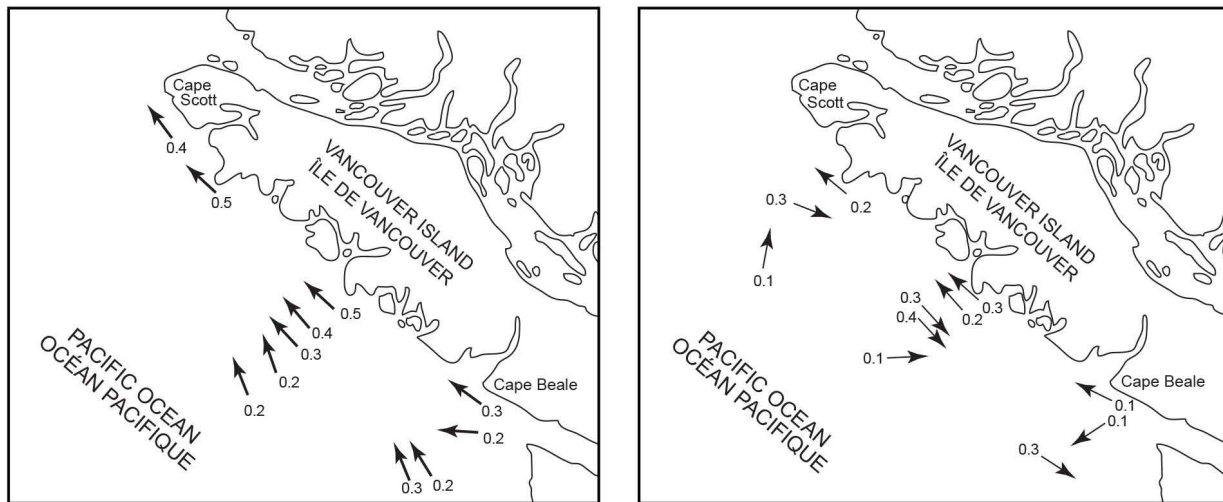 Cape
Scott
0.4
0.5
VANCOUVER ISLAND
ÎLE DE VANCOUVER
0.5
0.4
0.3
0.2
0.2
PACIFIC OCEAN
OCÉAN PACIFIQUE
Cape Beale
0.3
0.2
0.3
0.2
Cape
Scott
0.3
0.2
0.1
VANCOUVER ISLAND
ÎLE DE VANCOUVER
0.3
0.4
0.3
0.2
0.1
PACIFIC OCEAN
OCÉAN PACIFIQUE
Cape Beale
0.1
0.1
0.3